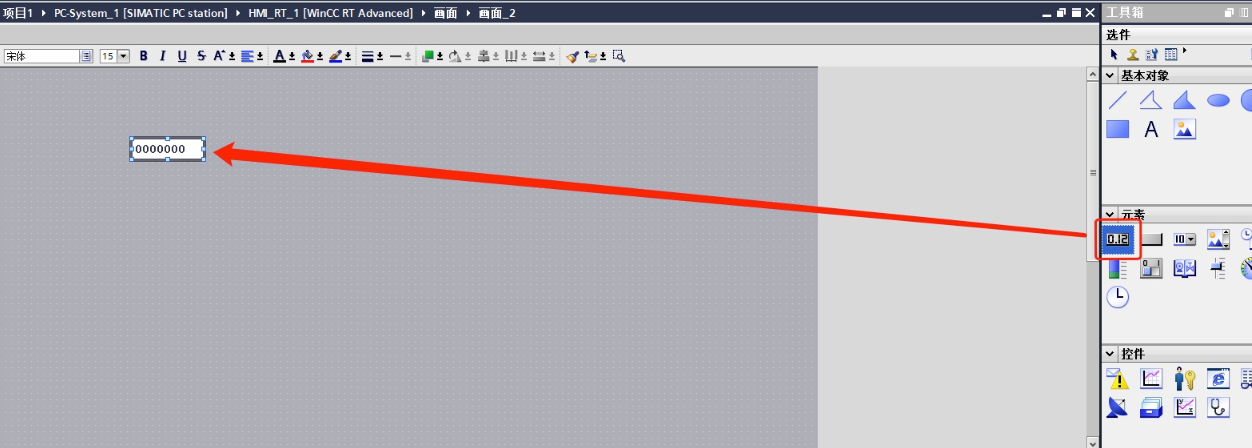 项目1 ▸ PC-System_1 [SIMATIC PC station] ▸ HMI_RT_1 [WinCC RT Advanced] ▸ 画面 ▸ 画面_2
工具箱
选件
宋体 15 B I U S A A
基本对象
A
0000000
元素
0.12
10
控件